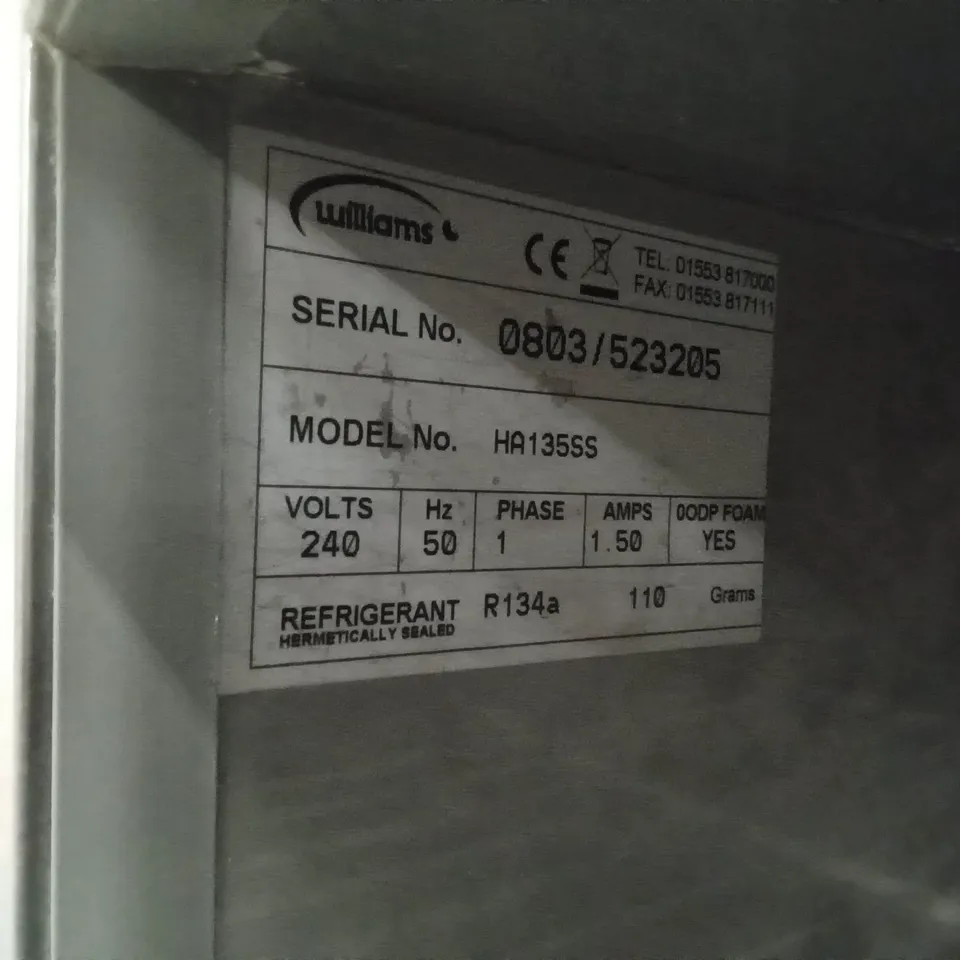 williams
CE
TEL: 01553 817000
FAX: 01553 817111
SERIAL No. 0803/523205
MODEL No. HA135SS
VOLTS Hz PHASE AMPS 0ODP FOAM
240 50 1 1.50 YES
REFRIGERANT R134a 110 Grams
HERMETICALLY SEALED